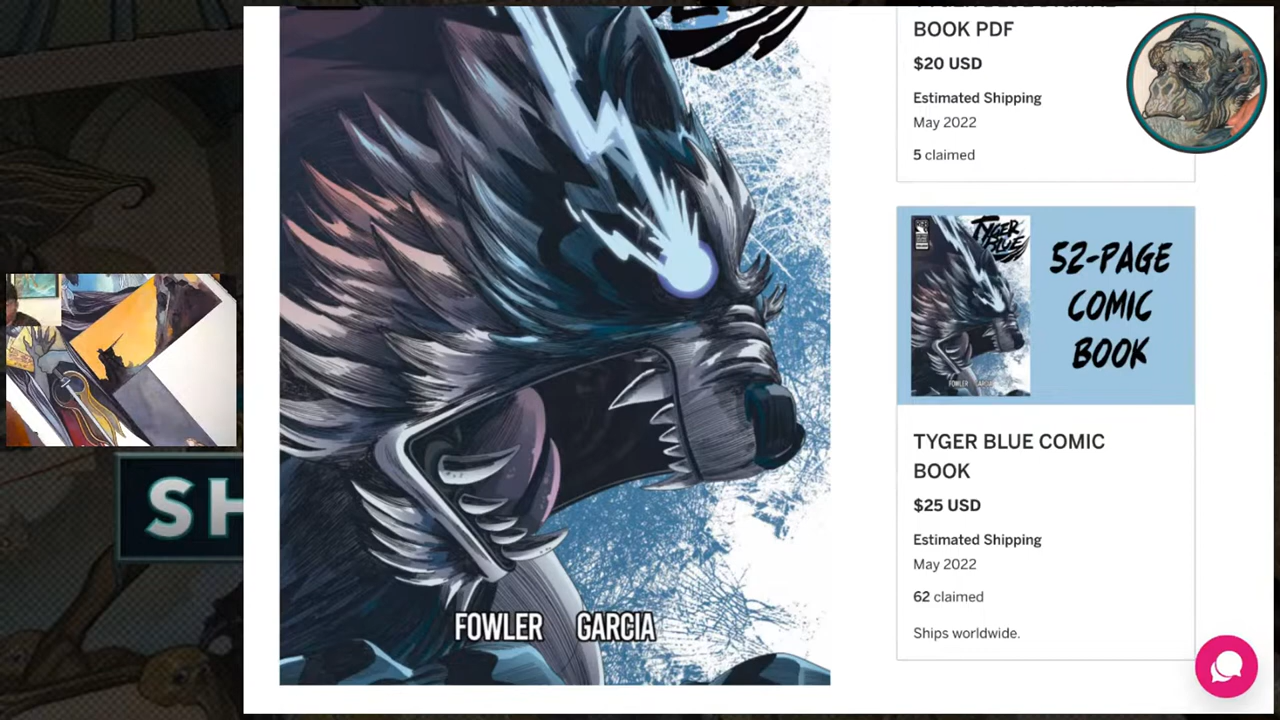 BOOK PDF
$20 USD
Estimated Shipping
May 2022
5 claimed
TYGER
BLUE
52-PAGE
COMIC
BOOK
FOWLER GARCIA
TYGER BLUE COMIC
BOOK
$25 USD
Estimated Shipping
May 2022
62 claimed
Ships worldwide.
FOWLER GARCIA
SH